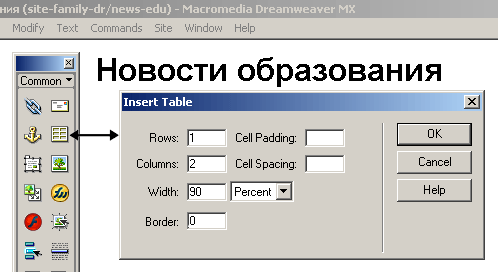 ния (site-family-dr/news-edu) - Macromedia Dreamweaver MX
Modify Text Commands Site Window Help
Common
Новости образования
Insert Table
Rows: 1 Cell Padding: OK
Columns: 2 Cell Spacing: Cancel
Width: 90 Percent Help
Border: 0